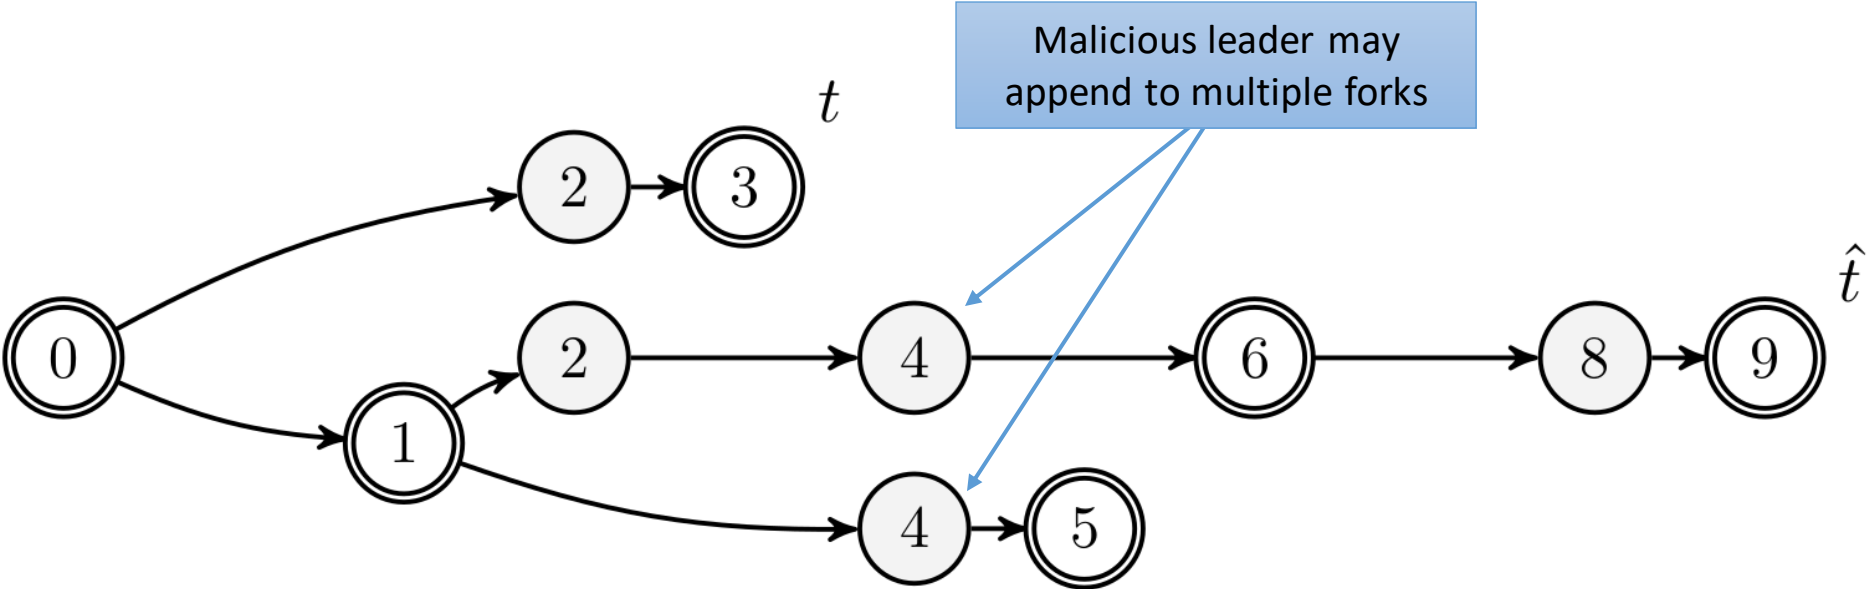 Malicious leader may
append to multiple forks
t
2 3
t̂
0 2 4 6 8 9
1
4 5